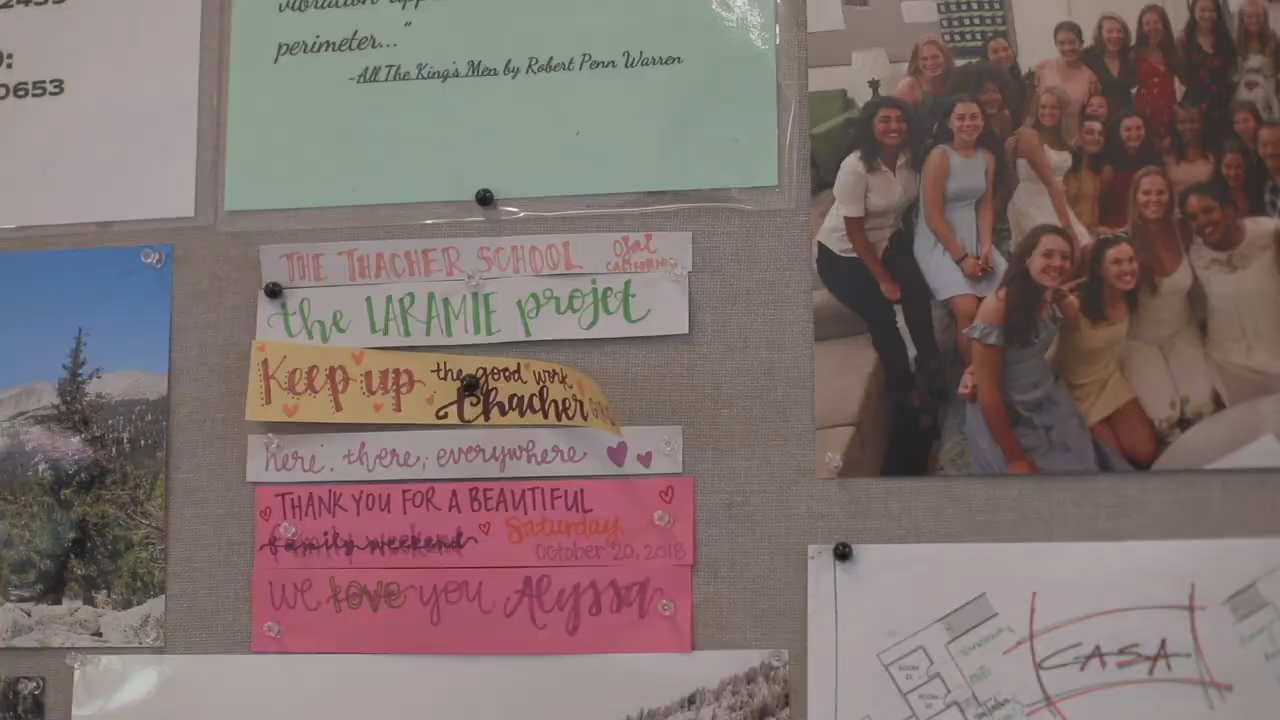 perimeter..."
-All The King's Men by Robert Penn Warren
0653
THE THACHER SCHOOL Ojai
CALIFORNIA
the LARAMIE projet
Keep up the good work
thacher
here, there, everywhere
THANK YOU FOR A BEAUTIFUL
family weekend Saturday,
October 20, 2018
we love you Alyssa
CASA
ROOM
ROOM